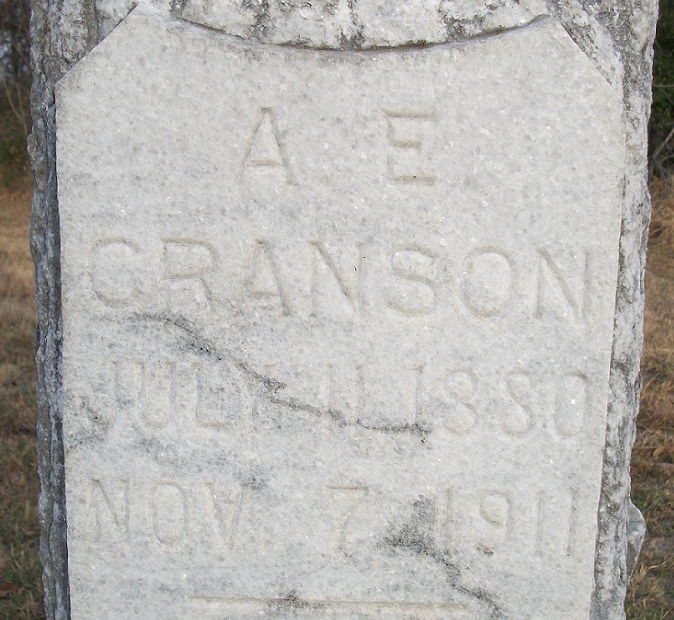 A E
CRANSON
JULY 11 1880
NOV. 7 1911